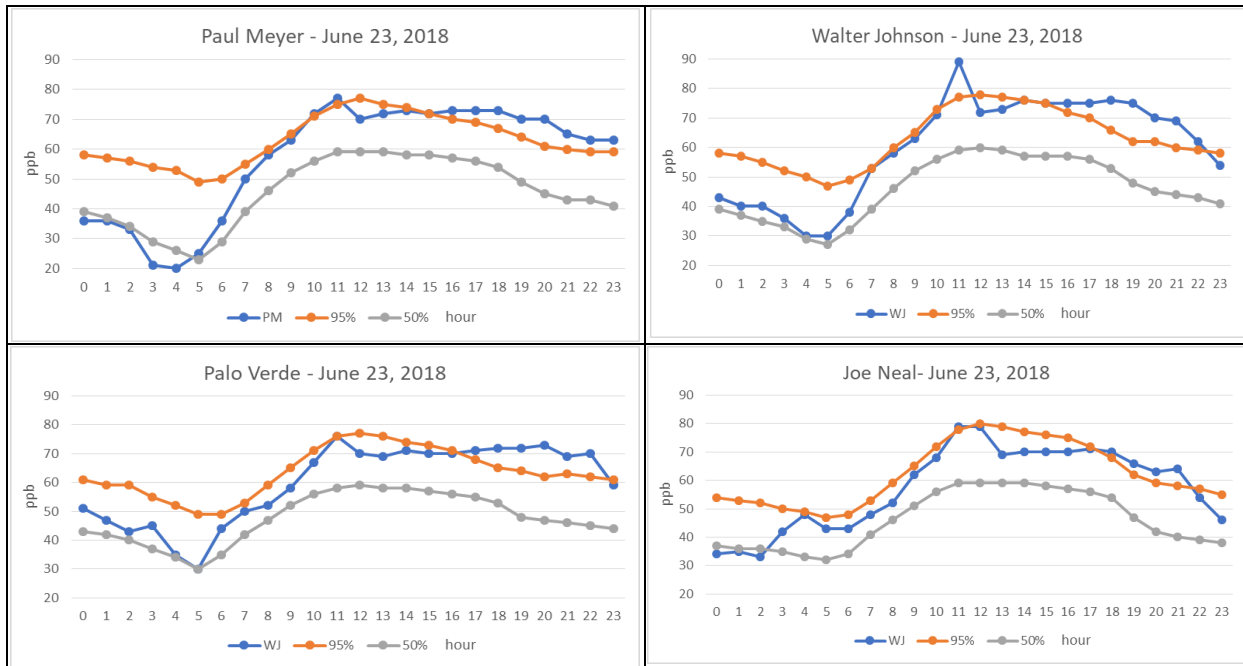 Paul Meyer - June 23, 2018
90
80
70
60
50
40
30
20
ppb
0 1 2 3 4 5 6 7 8 9 10 11 12 13 14 15 16 17 18 19 20 21 22 23
PM 95% 50% hour
Walter Johnson - June 23, 2018
90
80
70
60
50
40
30
20
ppb
0 1 2 3 4 5 6 7 8 9 10 11 12 13 14 15 16 17 18 19 20 21 22 23
WJ 95% 50% hour
Palo Verde - June 23, 2018
90
80
70
60
50
40
30
20
ppb
0 1 2 3 4 5 6 7 8 9 10 11 12 13 14 15 16 17 18 19 20 21 22 23
WJ 95% 50% hour
Joe Neal- June 23, 2018
90
80
70
60
50
40
30
20
ppb
0 1 2 3 4 5 6 7 8 9 10 11 12 13 14 15 16 17 18 19 20 21 22 23
WJ 95% 50% hour